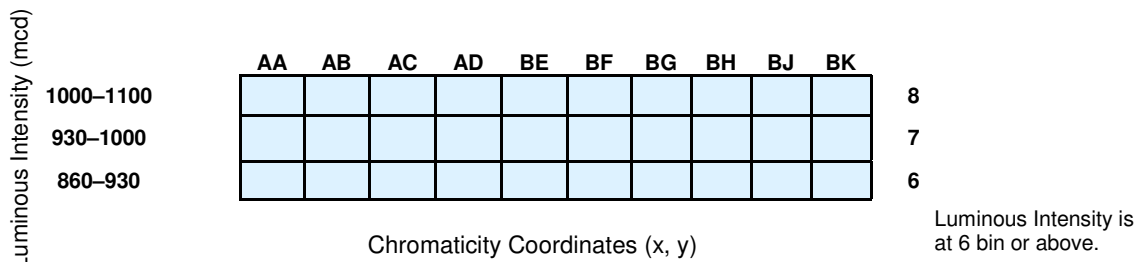 Luminous Intensity (mcd)
AA AB AC AD BE BF BG BH BJ BK
1000–1100 8
930–1000 7
860–930 6
Chromaticity Coordinates (x, y)
Luminous Intensity is
at 6 bin or above.